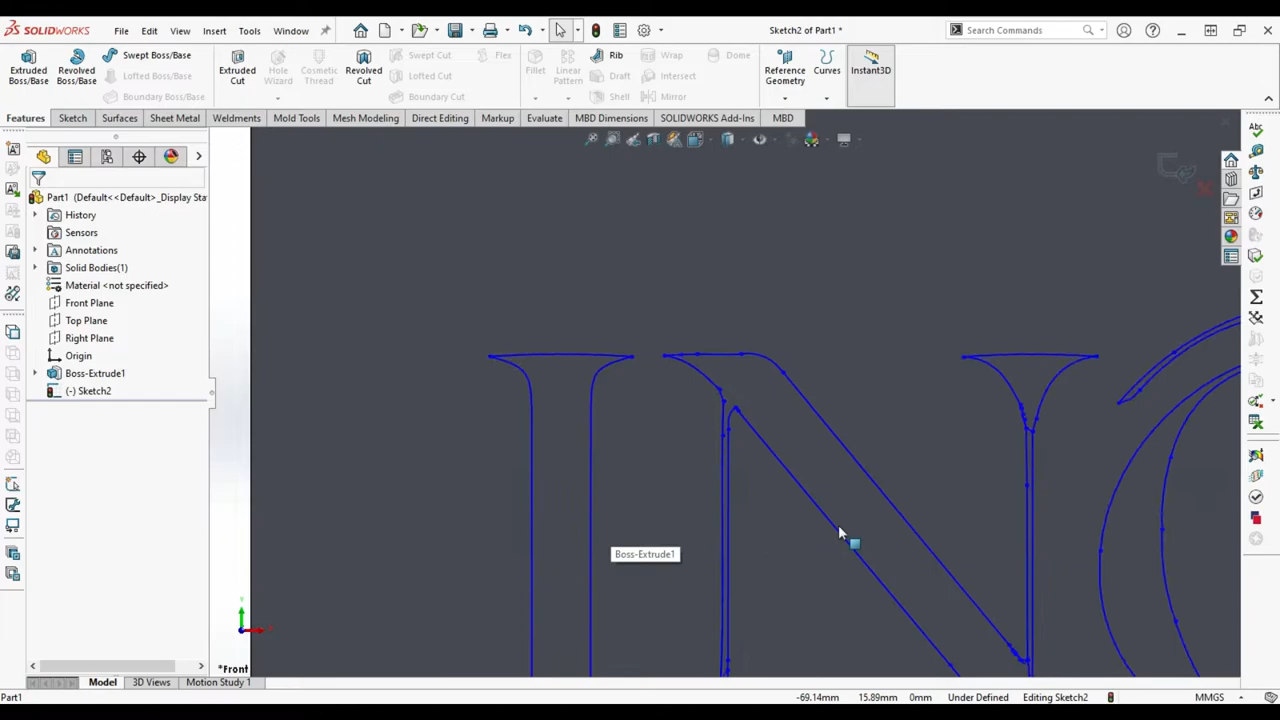 SOLIDWORKS File Edit View Insert Tools Window Sketch2 of Part1 * Search Commands
Extruded Boss/Base Revolved Boss/Base Swept Boss/Base Lofted Boss/Base Boundary Boss/Base Extruded Cut Hole Wizard Cosmetic Thread Revolved Cut Swept Cut Lofted Cut Boundary Cut Flex Fillet Linear Pattern Rib Draft Shell Wrap Intersect Mirror Dome Reference Geometry Curves Instant3D
Features Sketch Surfaces Sheet Metal Weldments Mold Tools Mesh Modeling Direct Editing Markup Evaluate MBD Dimensions SOLIDWORKS Add-Ins MBD
Part1 (Default<<Default>_Display Sta
History
Sensors
Annotations
Solid Bodies(1)
Material <not specified>
Front Plane
Top Plane
Right Plane
Origin
Boss-Extrude1
(-) Sketch2
IN
Boss-Extrude1
*Front
Model 3D Views Motion Study 1
Part1 -69.14mm 15.89mm 0mm Under Defined Editing Sketch2 MMGS